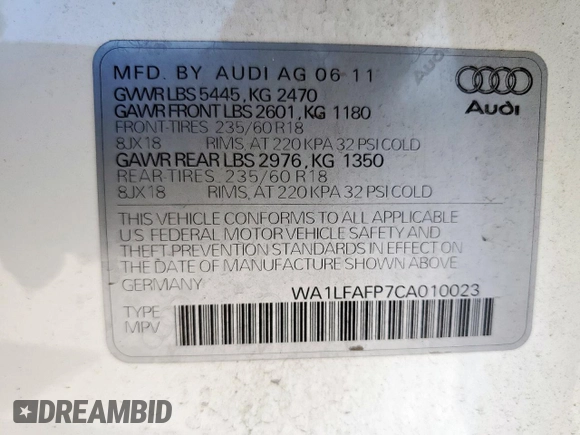 MFD. BY AUDI AG 06 11
GVWR LBS 5445, KG 2470
GAWR FRONT LBS 2601, KG 1180
FRONT-TIRES. 235/60 R18
8JX18 RIMS, AT 220 KPA 32 PSI COLD
GAWR REAR LBS 2976, KG 1350
REAR-TIRES. 235/60 R18
8JX18 RIMS, AT 220 KPA 32 PSI COLD
Audi
THIS VEHICLE CONFORMS TO ALL APPLICABLE
U.S FEDERAL MOTOR VEHICLE SAFETY AND
THEFT-PREVENTION STANDARDS IN EFFECT ON
THE DATE OF MANUFACTURE SHOWN ABOVE.
GERMANY WA1LFAFP7CA010023
TYPE
MPV
DREAMBID